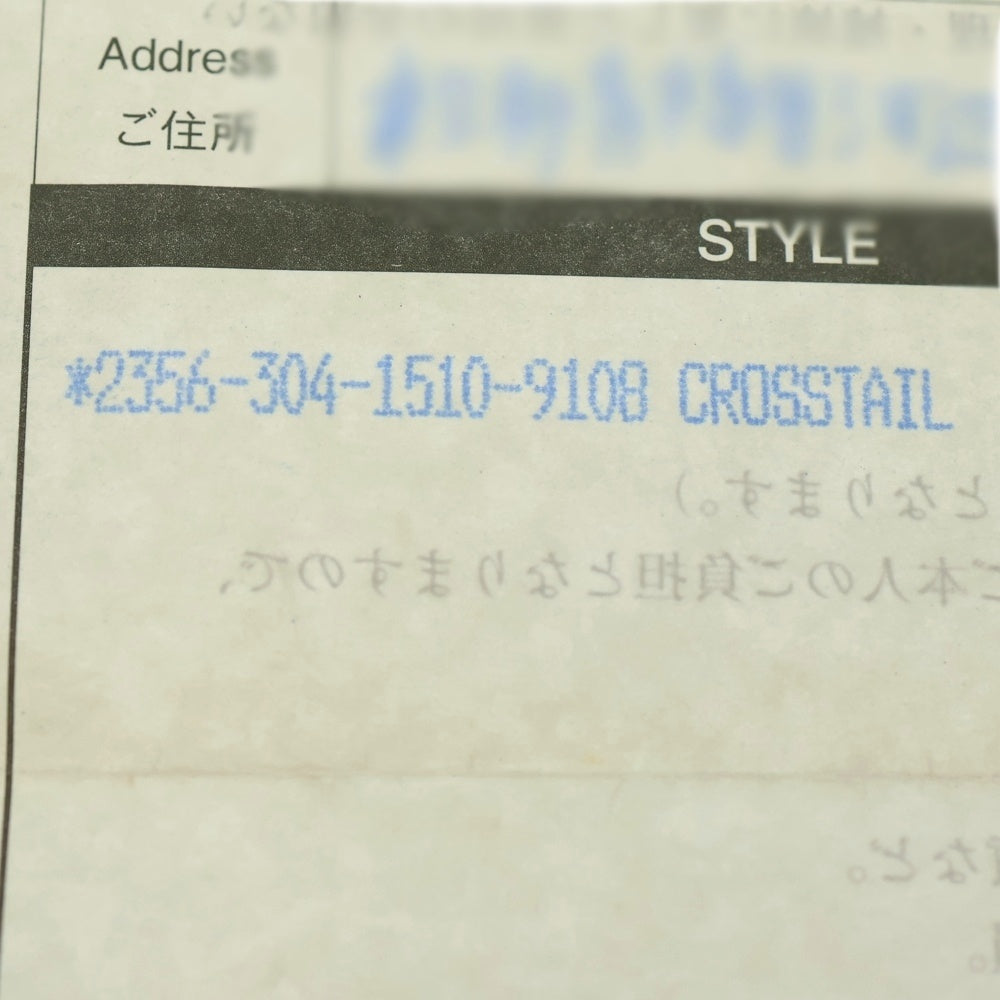 Address
ご住所
STYLE
*2356-304-1510-9108 CROSSTAIL
となります。)
ご本人のご負担となりますので、
など。